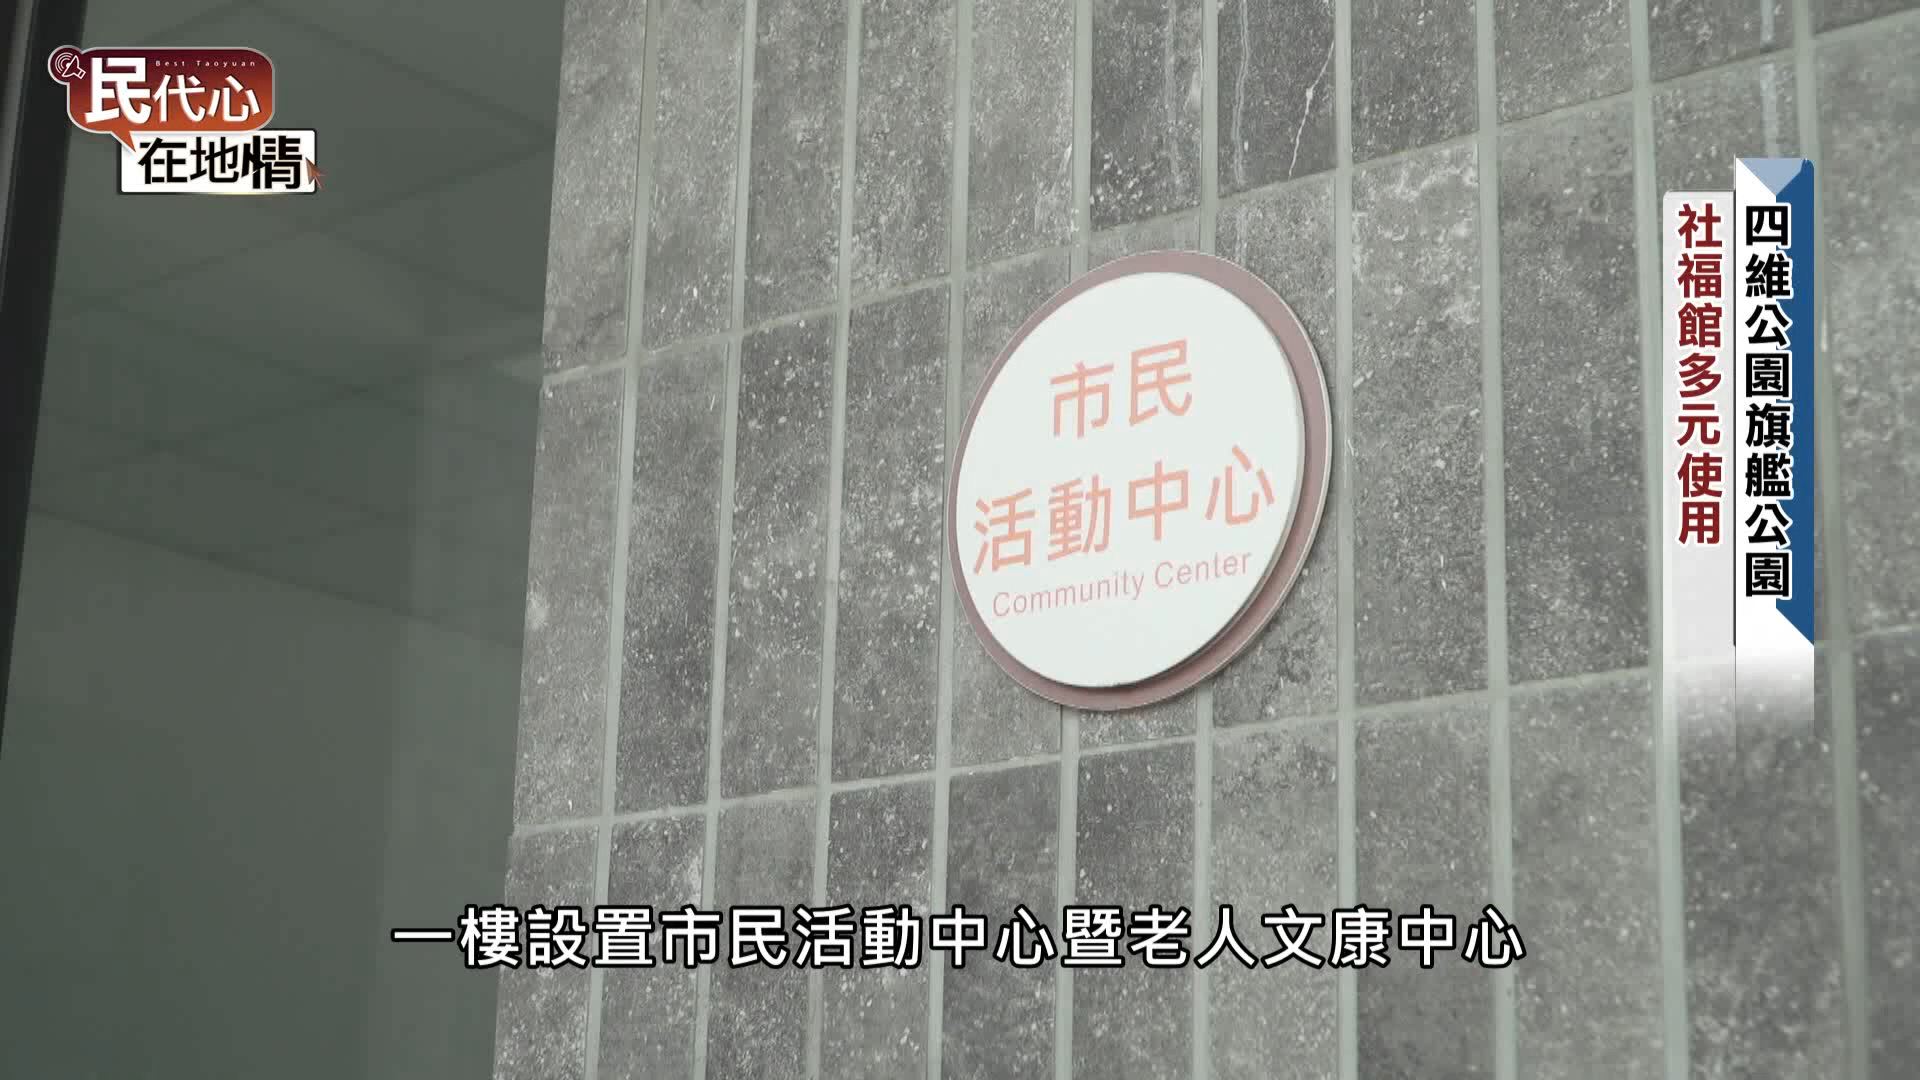 Best Taoyuan
民代心
在地情
四維公園旗艦公園
社福館多元使用
市民
活動中心
Community Center
一樓設置市民活動中心暨老人文康中心